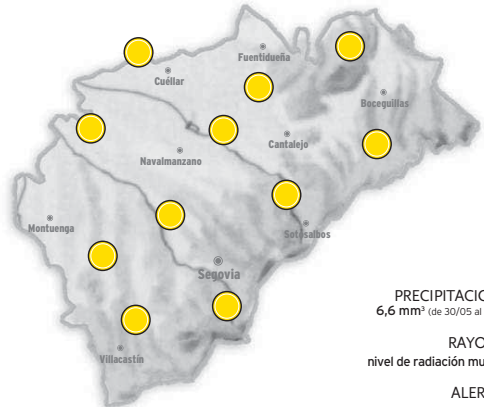 Fuentidueña
Cuéllar
Boceguillas
Cantalejo
Navalmanzano
Montuenga
Sotosalbos
Segovia
Villacastín
PRECIPITACIO
6,6 mm³ (de 30/05 al
RAYO
nivel de radiación mu
ALER